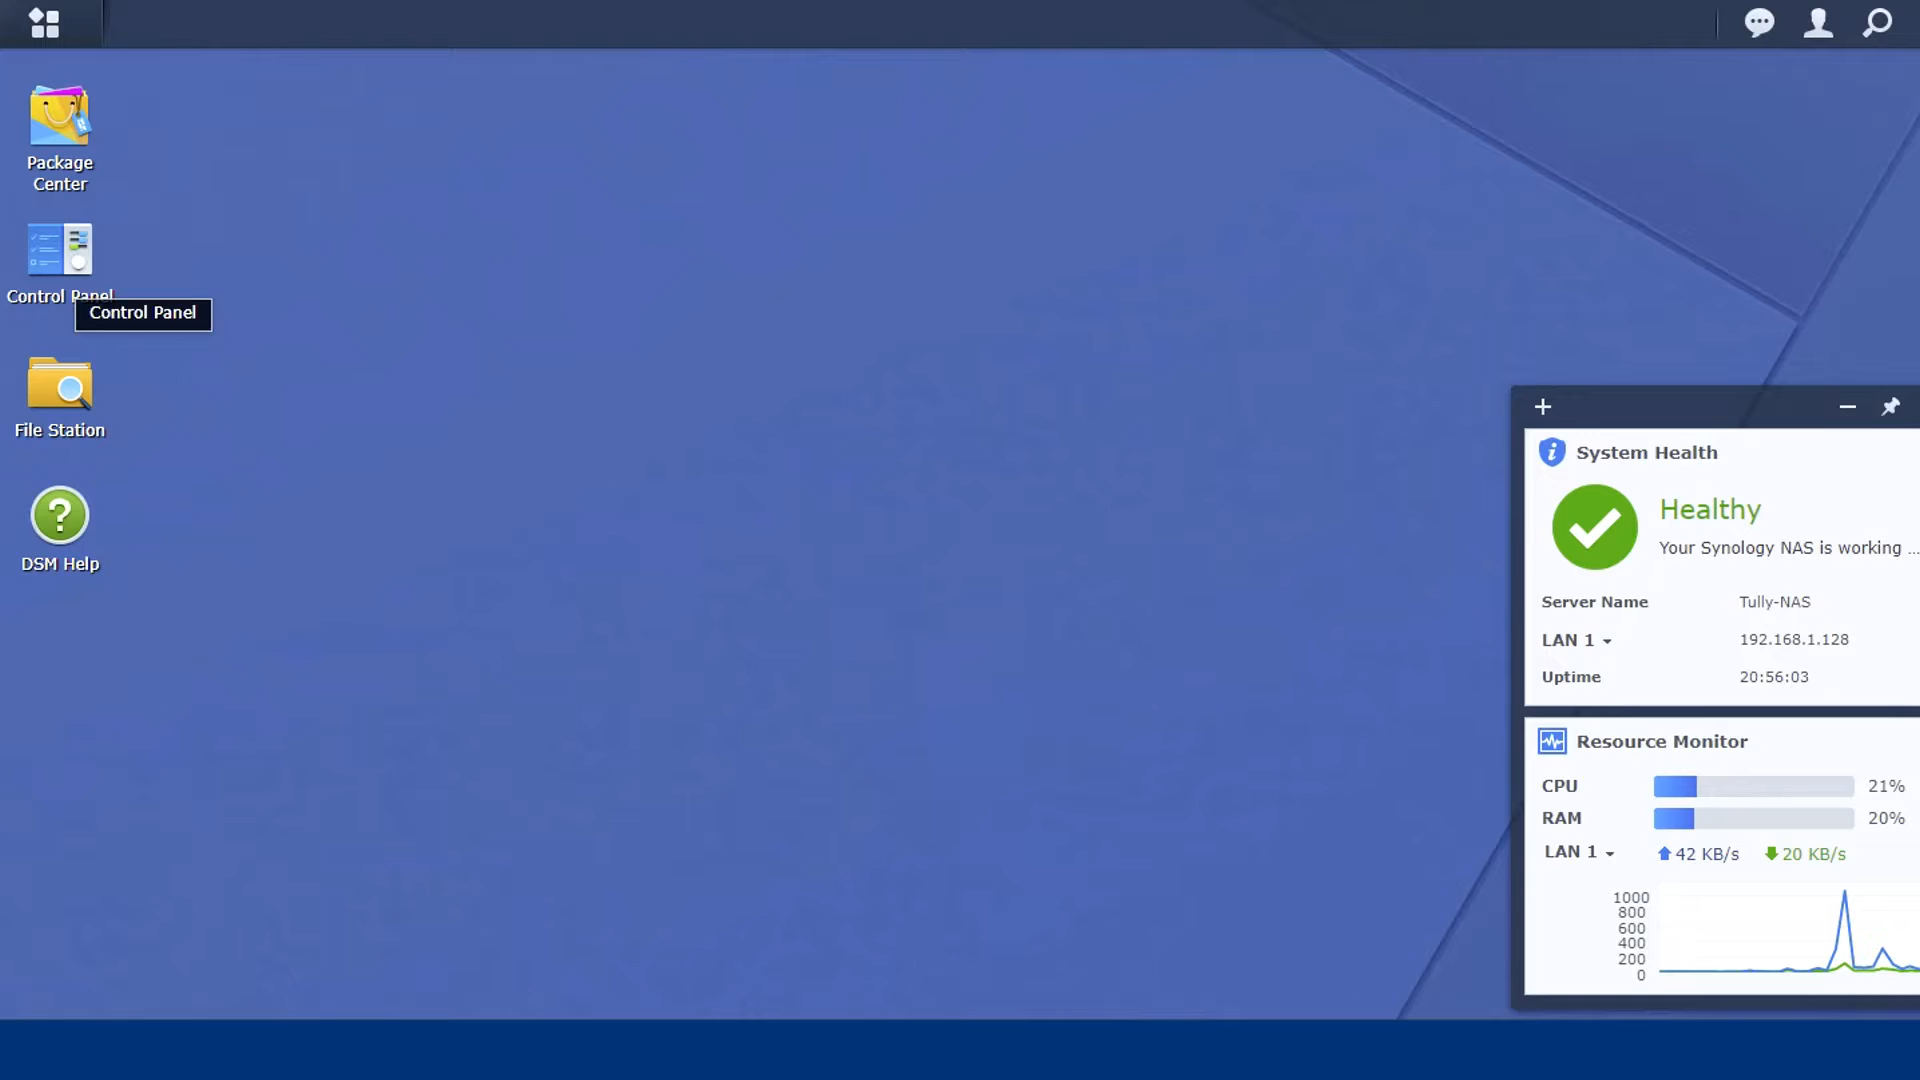 Package
Center
Control Panel
Control Panel
File Station
DSM Help
System Health
Healthy
Your Synology NAS is working ...
Server Name Tully-NAS
LAN 1 192.168.1.128
Uptime 20:56:03
Resource Monitor
CPU 21%
RAM 20%
LAN 1 42 KB/s 20 KB/s
1000
800
600
400
200
0